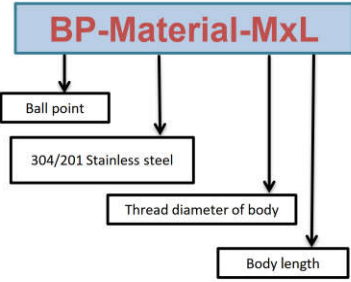 BP-Material-MxL
Ball point
304/201 Stainless steel
Thread diameter of body
Body length